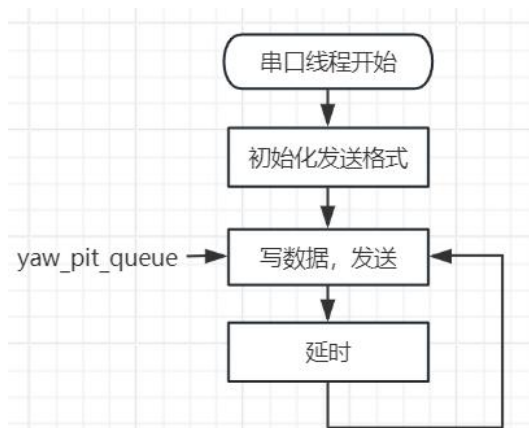 串口线程开始
初始化发送格式
yaw_pit_queue
写数据，发送
延时